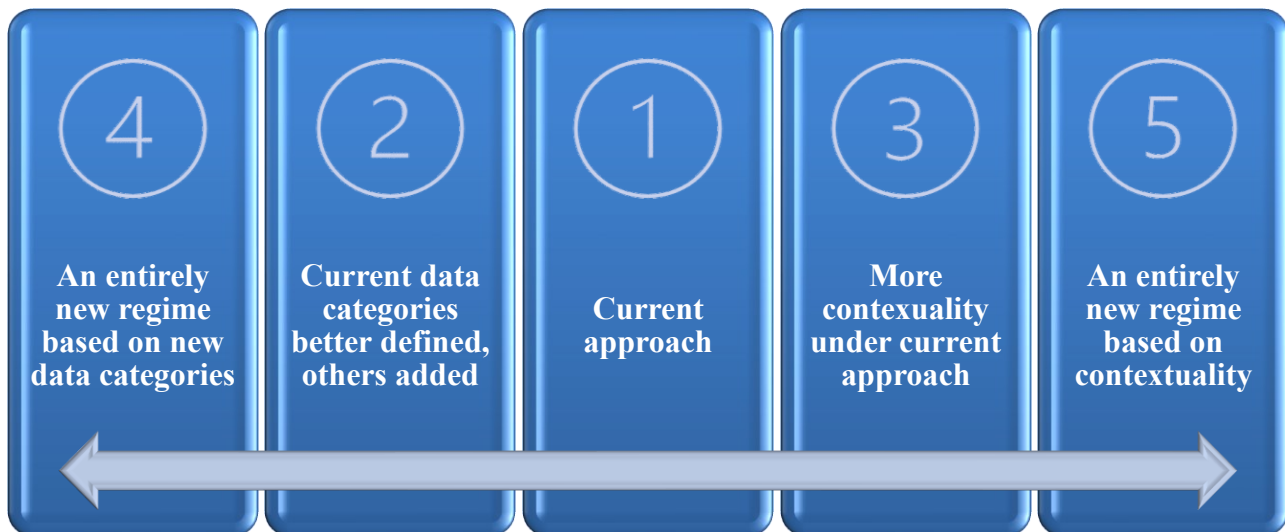 4
An entirely
new regime
based on new
data categories
2
Current data
categories
better defined,
others added
1
Current
approach
3
More
contexuality
under current
approach
5
An entirely
new regime
based on
contextuality